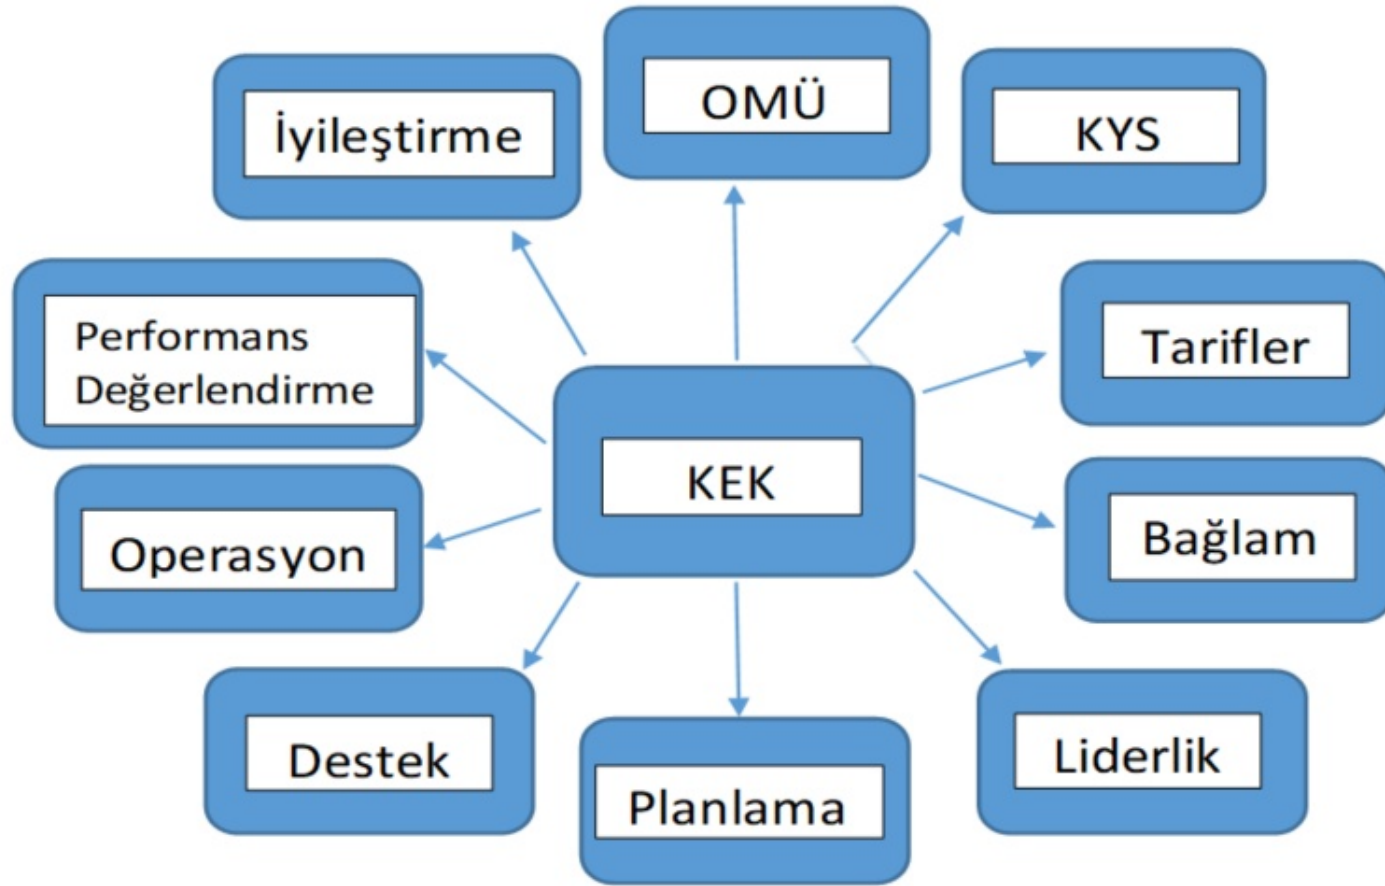 OMÜ
İyileştirme
KYS
Performans
Değerlendirme
Tarifler
KEK
Operasyon
Bağlam
Destek
Planlama
Liderlik